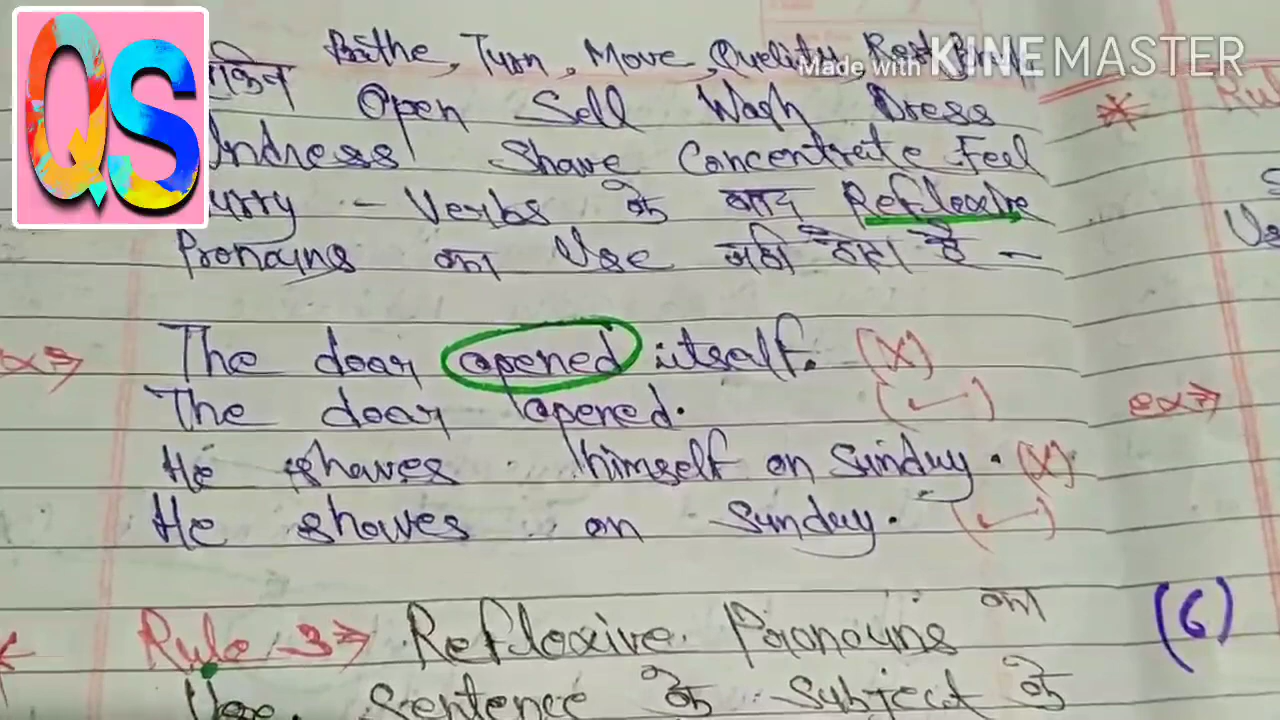 QS
Made with KINEMASTER
लेकिन Bathe, Turn, Move, Quelity, Rest
Open Sell Wash Dress
Undress Shave Concentrate Feel
urry - Verbs के बाद Reflexive
Pronouns का Use नही होता है -
ex⇒ The door opened itself. (X)
The door opened. (✓)
He shaves himself on Sunday. (X)
He shaves on Sunday. (✓)
ex⇒
(6)
Rule 3⇒ Reflexive Pronouns का
Use Sentence के Subject के